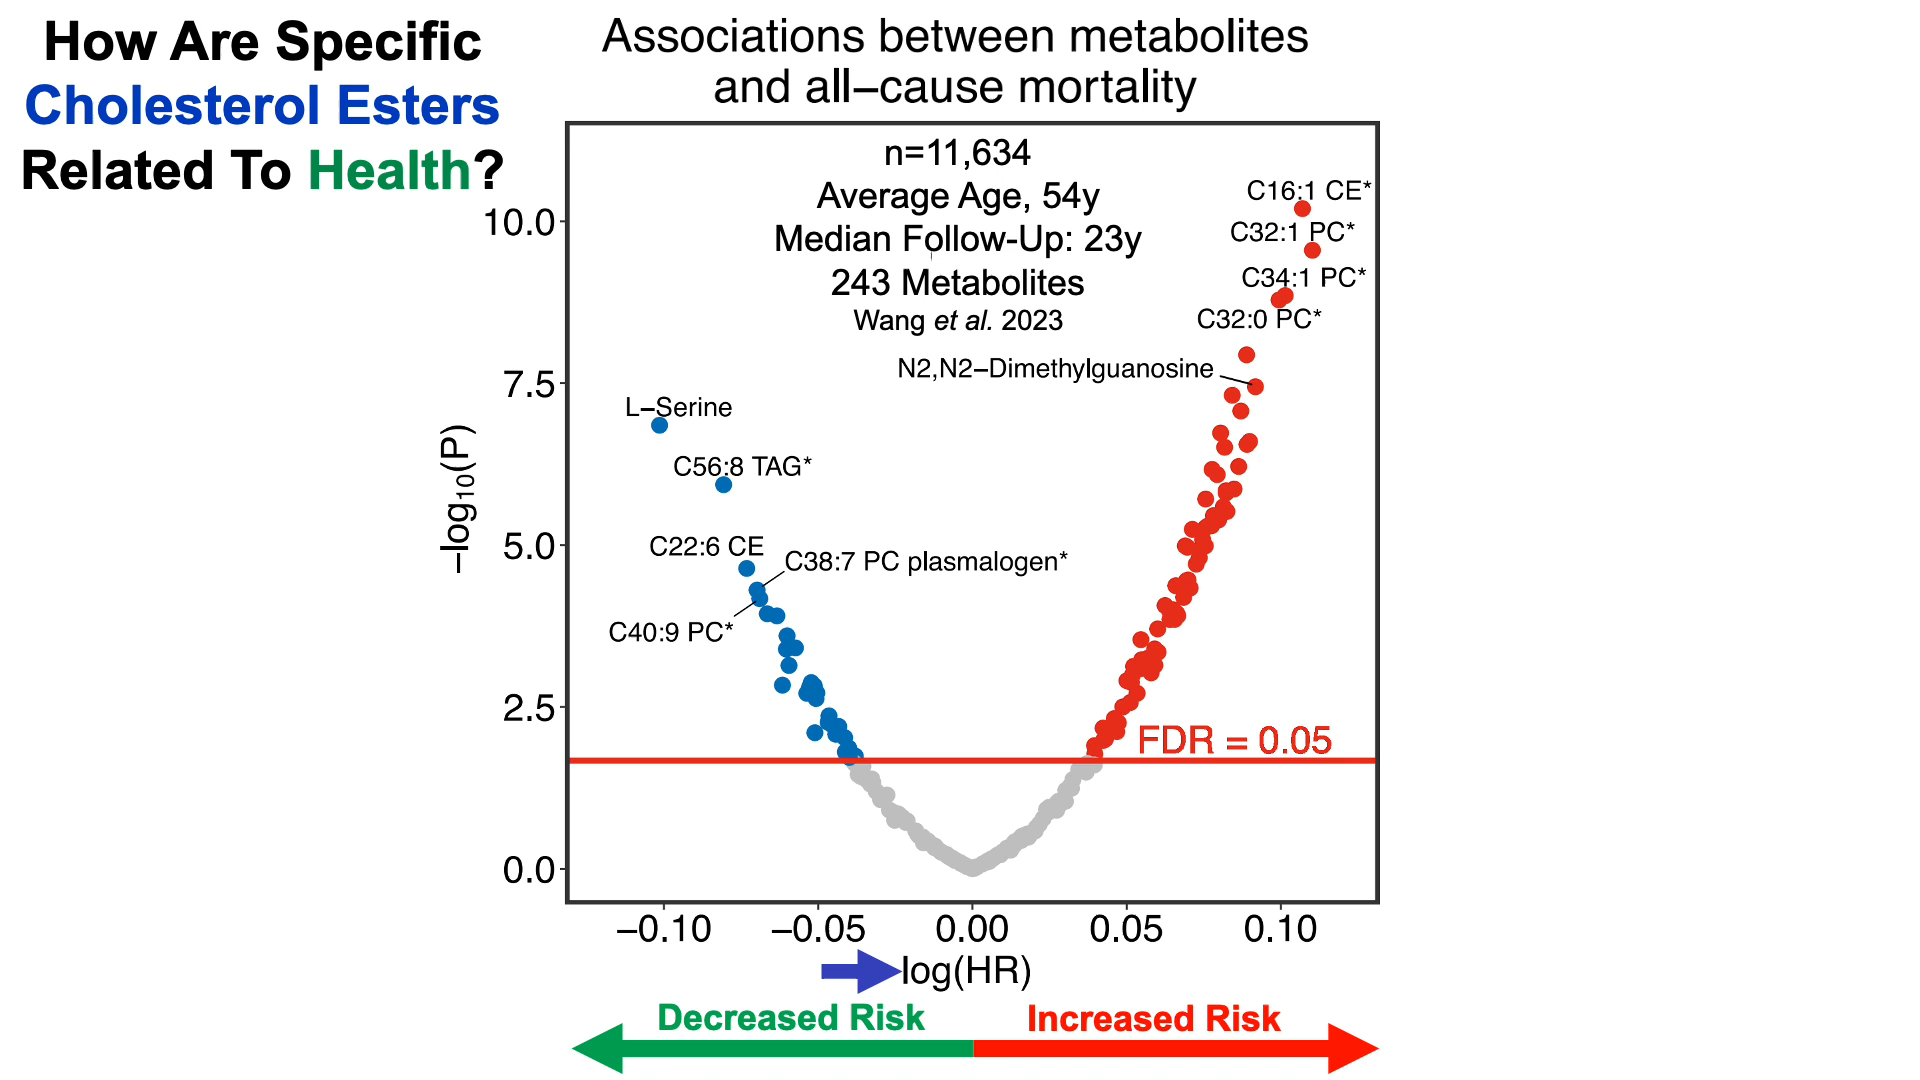 How Are Specific
Cholesterol Esters
Related To Health?
Associations between metabolites
and all–cause mortality
n=11,634
Average Age, 54y
Median Follow-Up: 23y
243 Metabolites
Wang et al. 2023
C16:1 CE*
C32:1 PC*
C34:1 PC*
C32:0 PC*
N2,N2–Dimethylguanosine
L–Serine
C56:8 TAG*
C22:6 CE
C38:7 PC plasmalogen*
C40:9 PC*
FDR = 0.05
–log10(P)
10.0
7.5
5.0
2.5
0.0
–0.10 –0.05 0.00 0.05 0.10
log(HR)
Decreased Risk Increased Risk